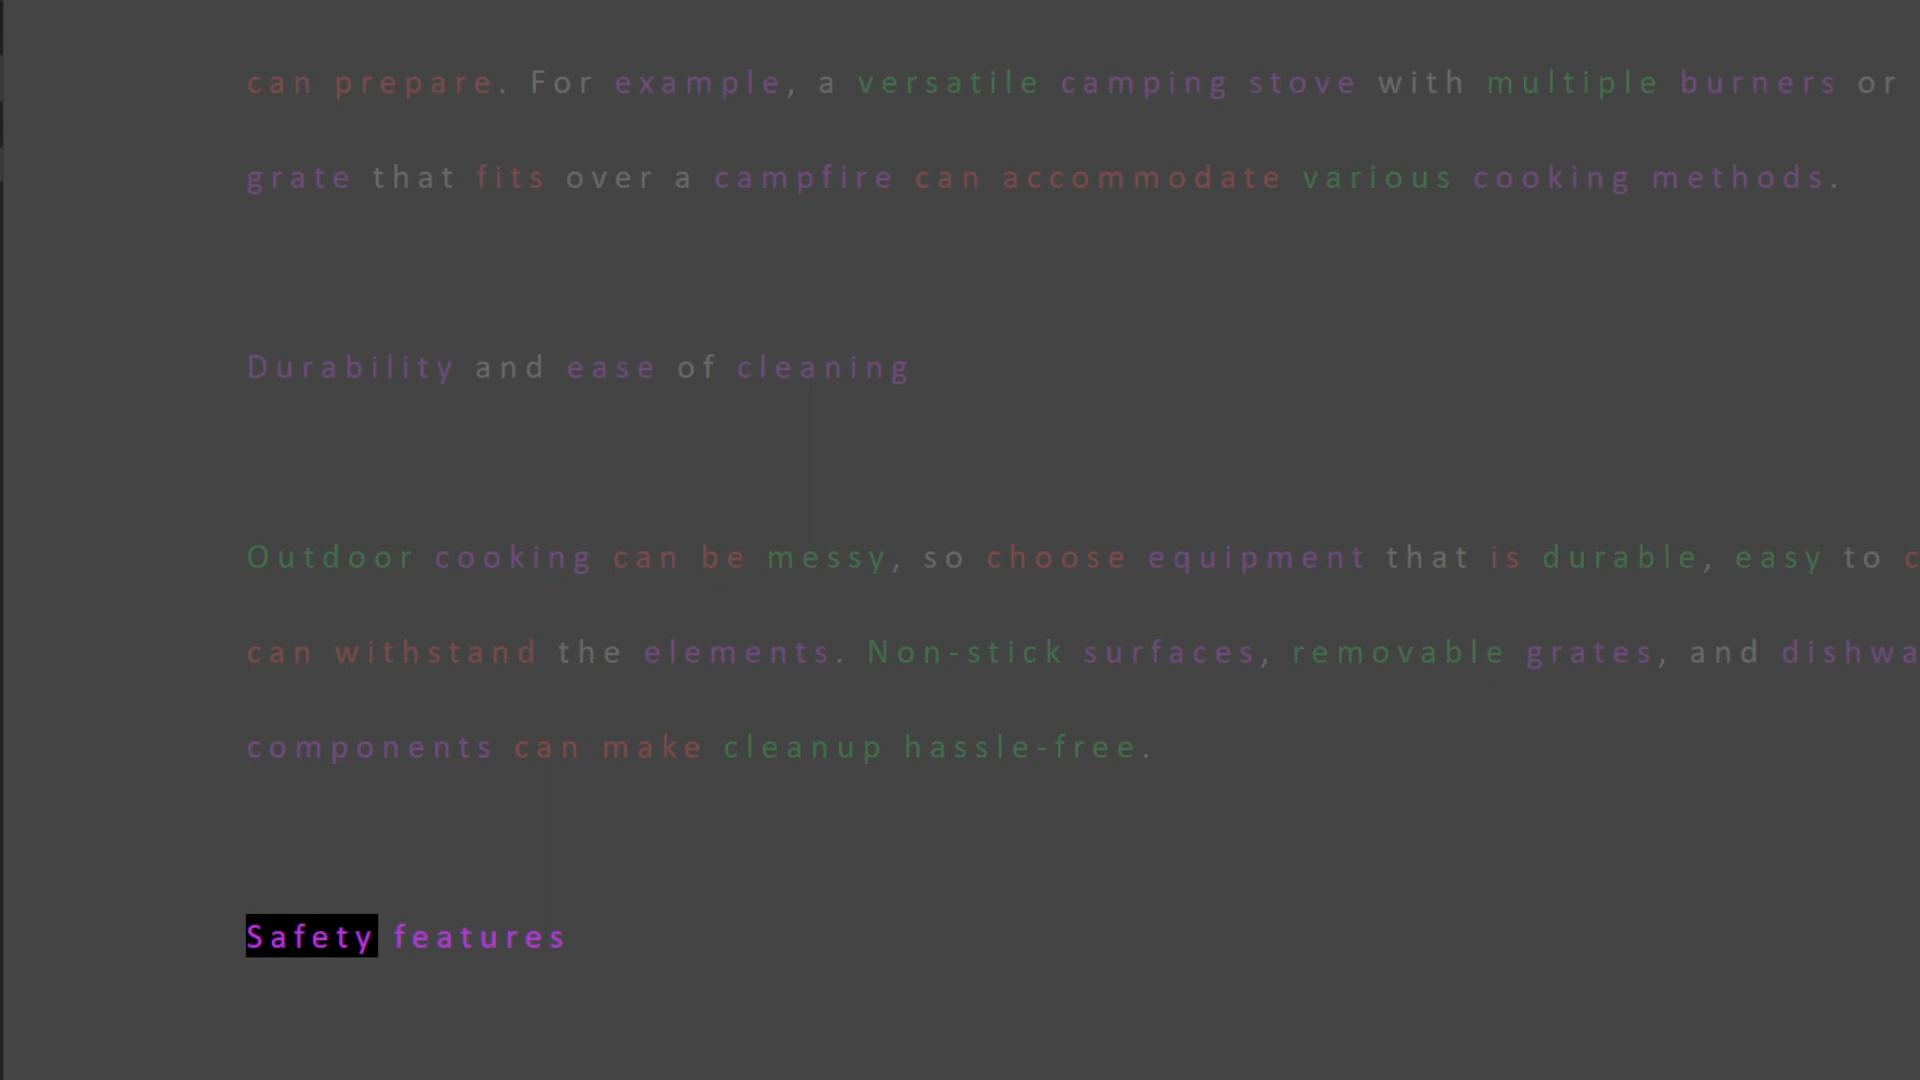 can prepare. For example, a versatile camping stove with multiple burners or
grate that fits over a campfire can accommodate various cooking methods.
Durability and ease of cleaning
Outdoor cooking can be messy, so choose equipment that is durable, easy to
can withstand the elements. Non-stick surfaces, removable grates, and
components can make cleanup hassle-free.
Safety features